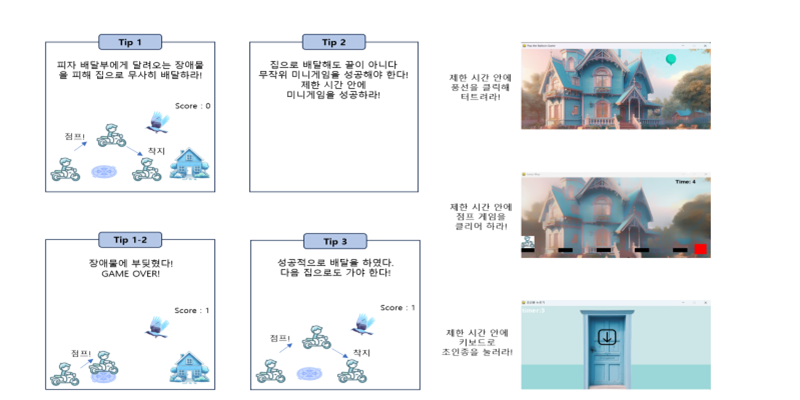 Tip 1
피자 배달부에게 달려오는 장애물
을 피해 집으로 무사히 배달하라!
Score : 0
점프!
착지
Tip 2
집으로 배달해도 끝이 아니다
무작위 미니게임을 성공해야 한다!
제한 시간 안에
미니게임을 성공하라!
제한 시간 안에
풍선을 클릭해
터트려라!
제한 시간 안에
점프 게임을
클리어 하라!
Time: 4
Tip 1-2
장애물에 부딪혔다!
GAME OVER!
Score : 1
점프!
Tip 3
성공적으로 배달을 하였다.
다음 집으로도 가야 한다!
Score : 1
점프!
착지
제한 시간 안에
키보드로
초인종을 눌러라!